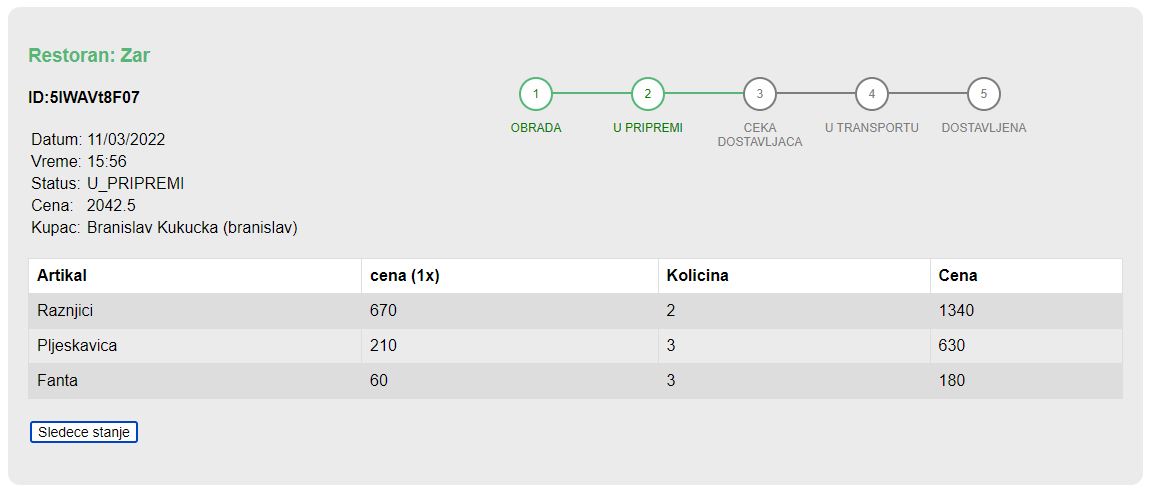 Restoran: Zar
ID:5lWAVt8F07
1 2 3 4 5
OBRADA U PRIPREMI CEKA DOSTAVLJACA U TRANSPORTU DOSTAVLJENA
Datum: 11/03/2022
Vreme: 15:56
Status: U_PRIPREMI
Cena: 2042.5
Kupac: Branislav Kukucka (branislav)
Artikal cena (1x) Kolicina Cena
Raznjici 670 2 1340
Pljeskavica 210 3 630
Fanta 60 3 180
Sledece stanje